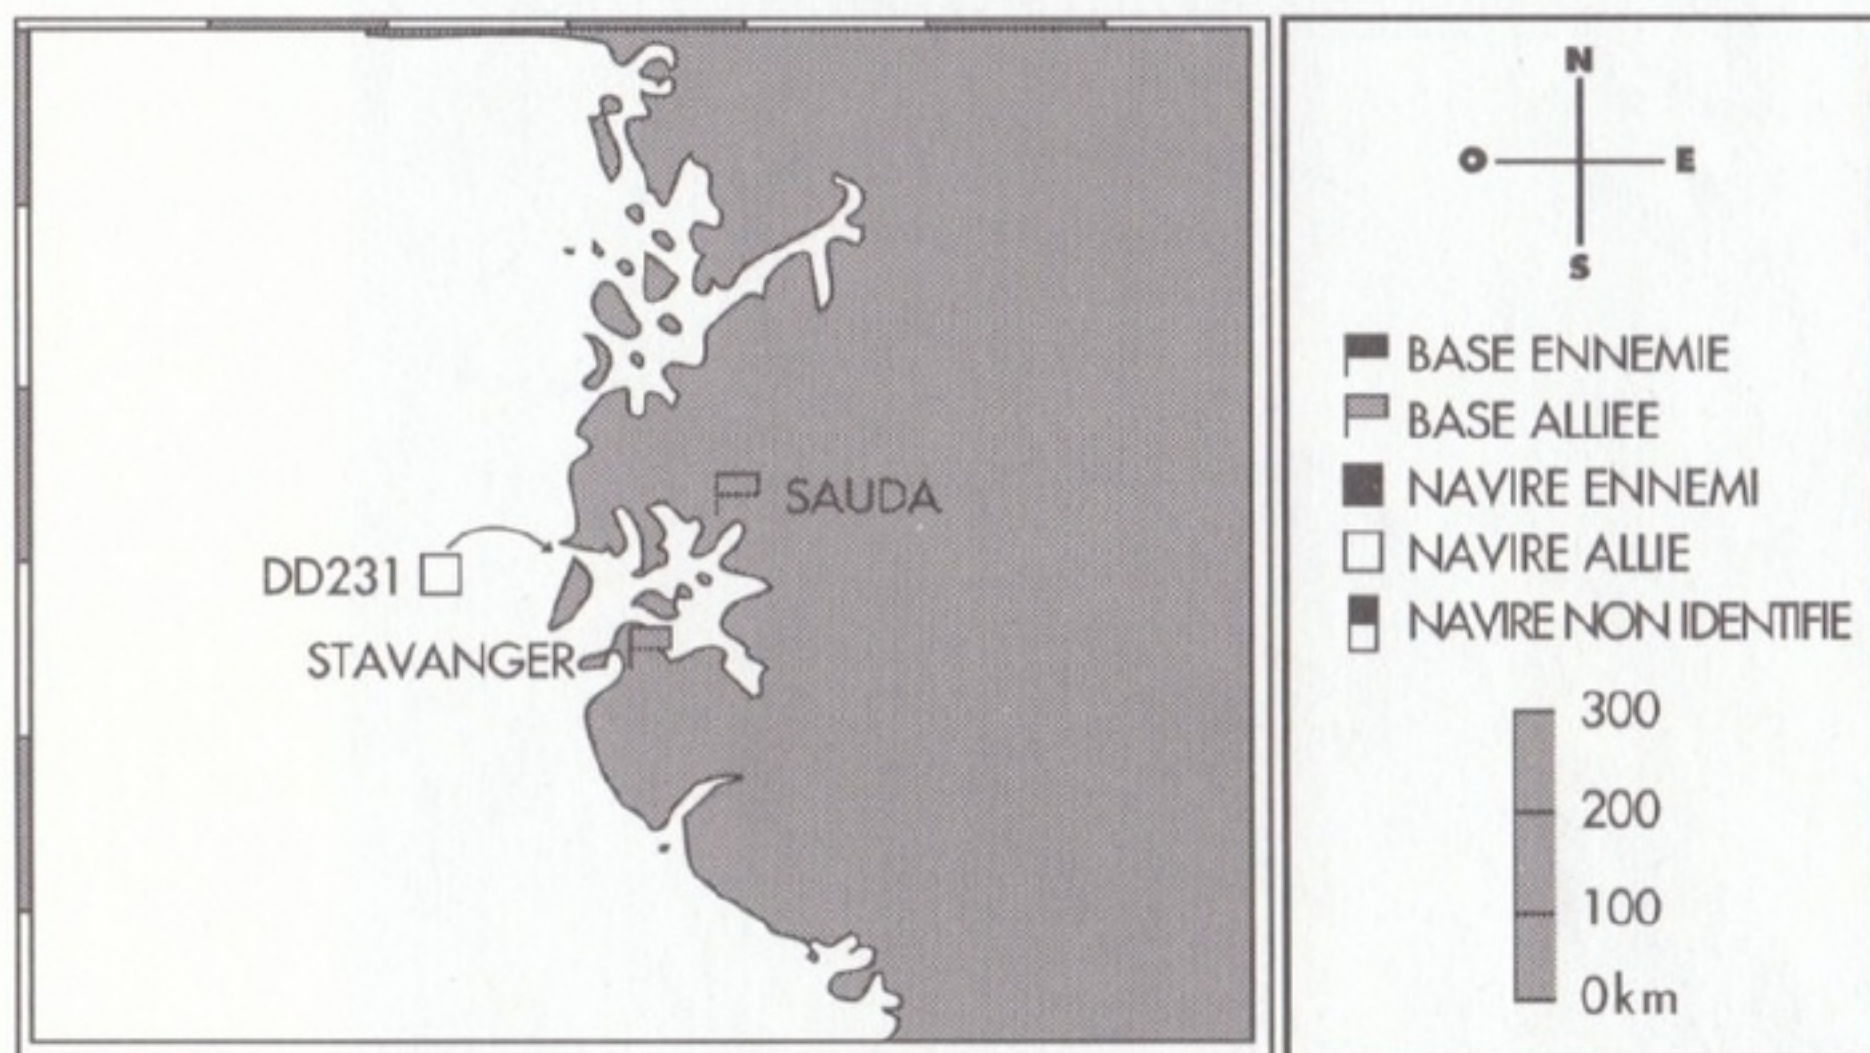 SAUDA
DD231
STAVANGER
N
O
E
S
BASE ENNEMIE
BASE ALLIEE
NAVIRE ENNEMI
NAVIRE ALLIE
NAVIRE NON IDENTIFIE
300
200
100
0km